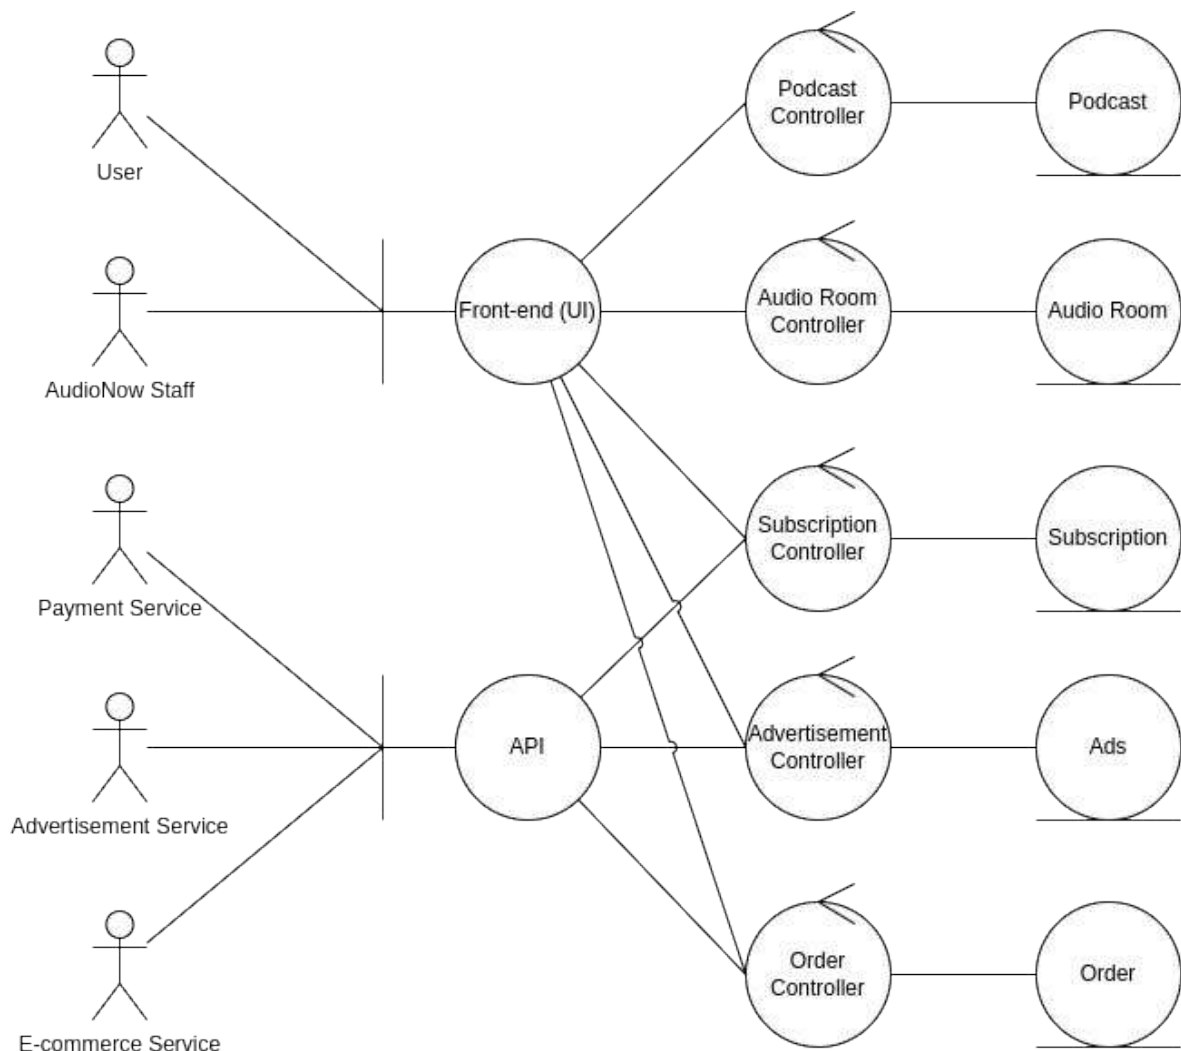 Podcast
Controller
Podcast
User
Front-end (UI)
Audio Room
Controller
Audio Room
AudioNow Staff
Subscription
Controller
Subscription
Payment Service
API
Advertisement
Controller
Ads
Advertisement Service
Order
Controller
Order
E-commerce Service